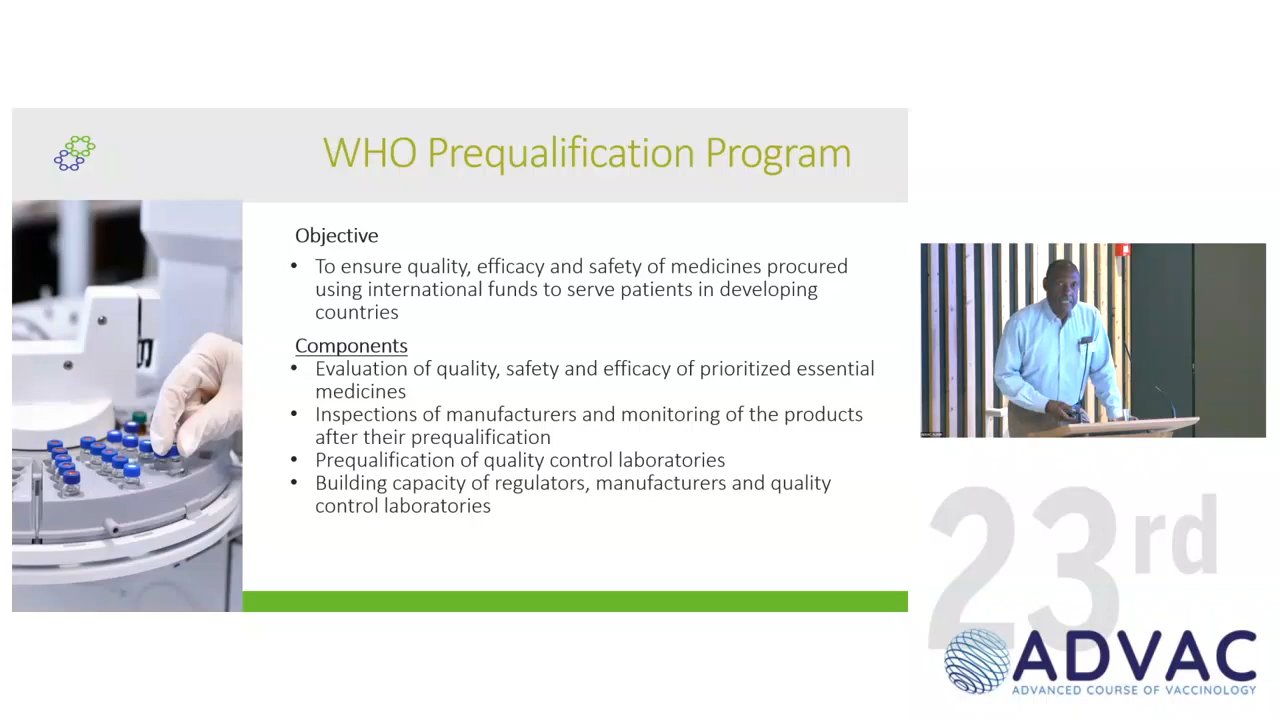 WHO Prequalification Program
Objective
• To ensure quality, efficacy and safety of medicines procured
using international funds to serve patients in developing
countries
Components
• Evaluation of quality, safety and efficacy of prioritized essential
medicines
• Inspections of manufacturers and monitoring of the products
after their prequalification
• Prequalification of quality control laboratories
• Building capacity of regulators, manufacturers and quality
control laboratories
23rd
ADVAC
ADVANCED COURSE OF VACCINOLOGY